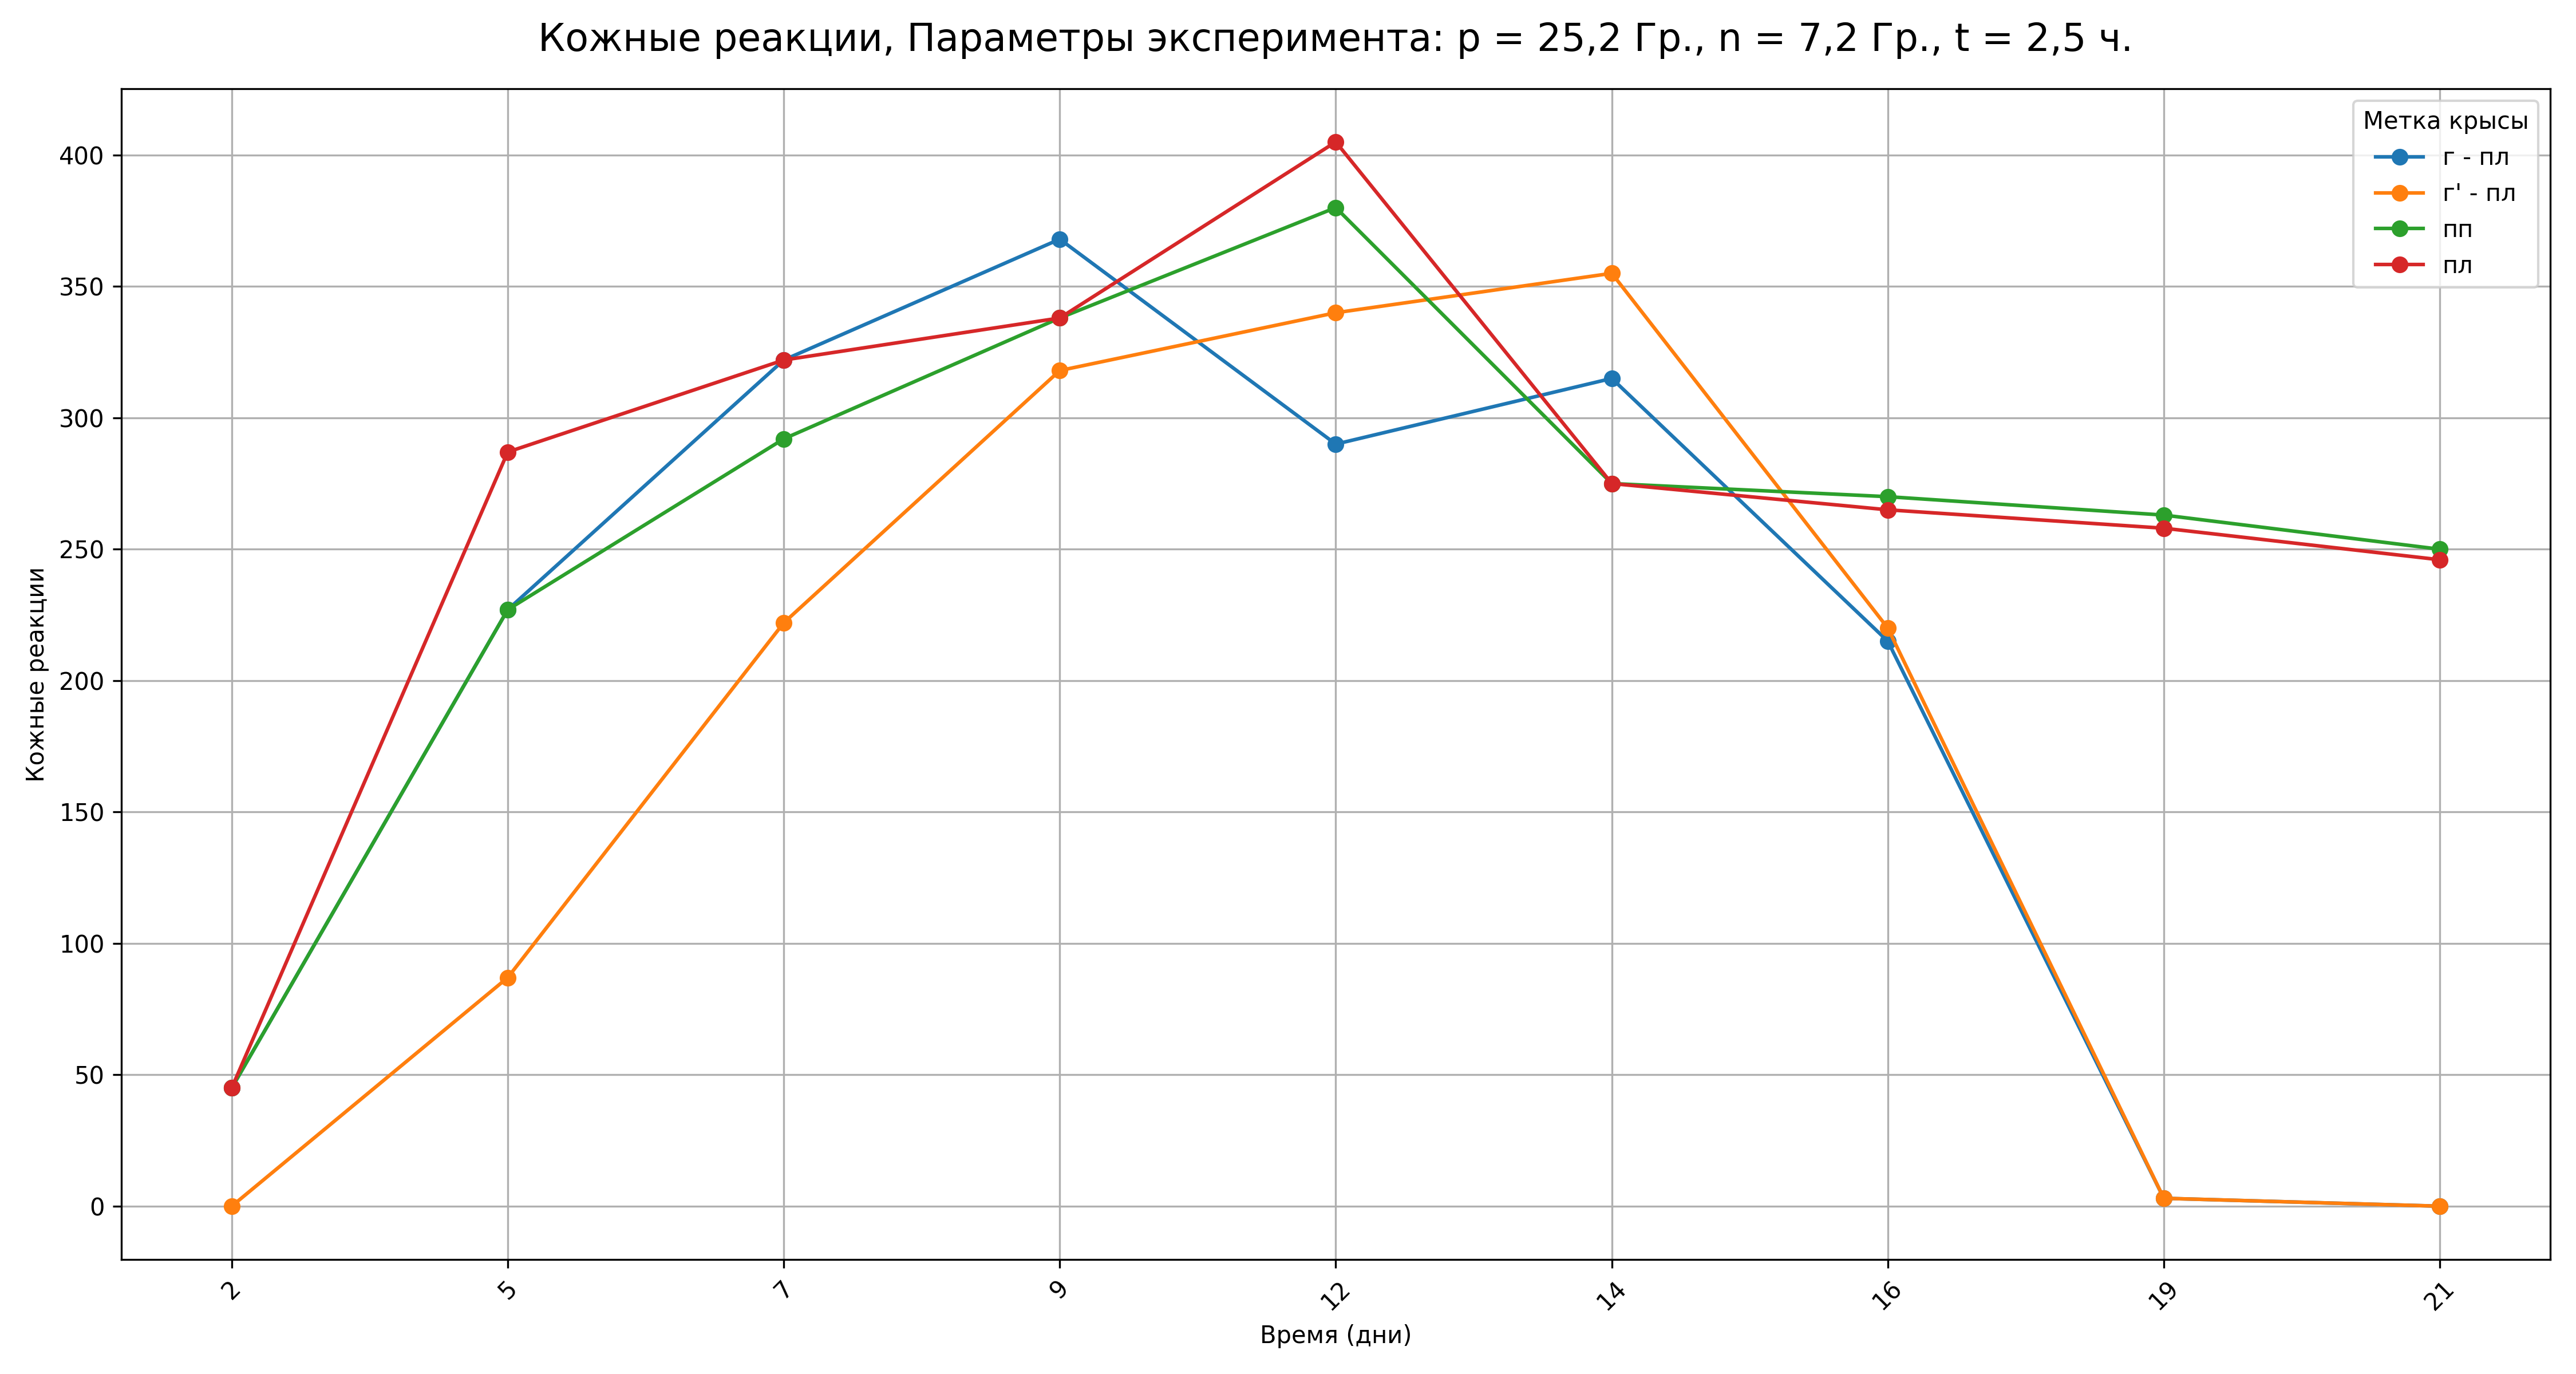 Кожные реакции, Параметры эксперимента: p = 25,2 Гр., n = 7,2 Гр., t = 2,5 ч.
Метка крысы
г - пл
г' - пл
пп
пл
Кожные реакции
400
350
300
250
200
150
100
50
0
2
5
7
9
12
14
16
19
21
Время (дни)